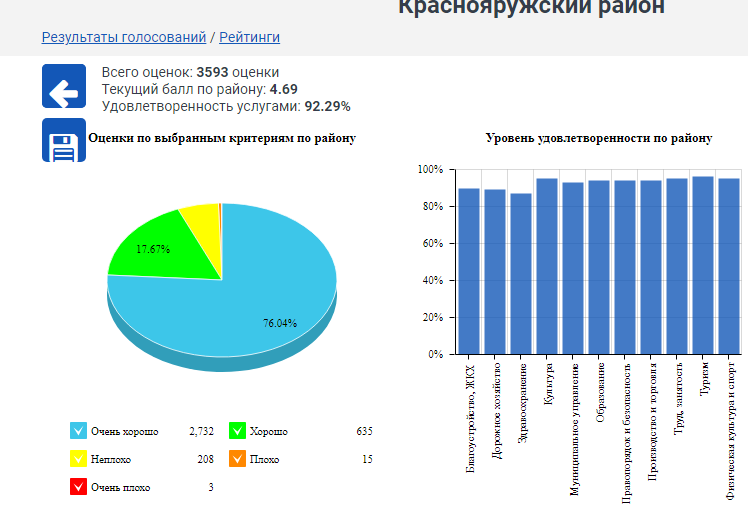 Краснояружский район
Результаты голосований / Рейтинги
Всего оценок: 3593 оценки
Текущий балл по району: 4.69
Удовлетворенность услугами: 92.29%
Оценки по выбранным критериям по району
17.67%
76.04%
Очень хорошо 2,732
Хорошо 635
Неплохо 208
Плохо 15
Очень плохо 3
Уровень удовлетворенности по району
100%
80%
60%
40%
20%
0%
Благоустройство, ЖКХ
Дорожное хозяйство
Здравоохранение
Культура
Муниципальное управление
Образование
Правопорядок и безопасность
Производство и торговля
Труд, занятость
Туризм
Физическая культура и спорт